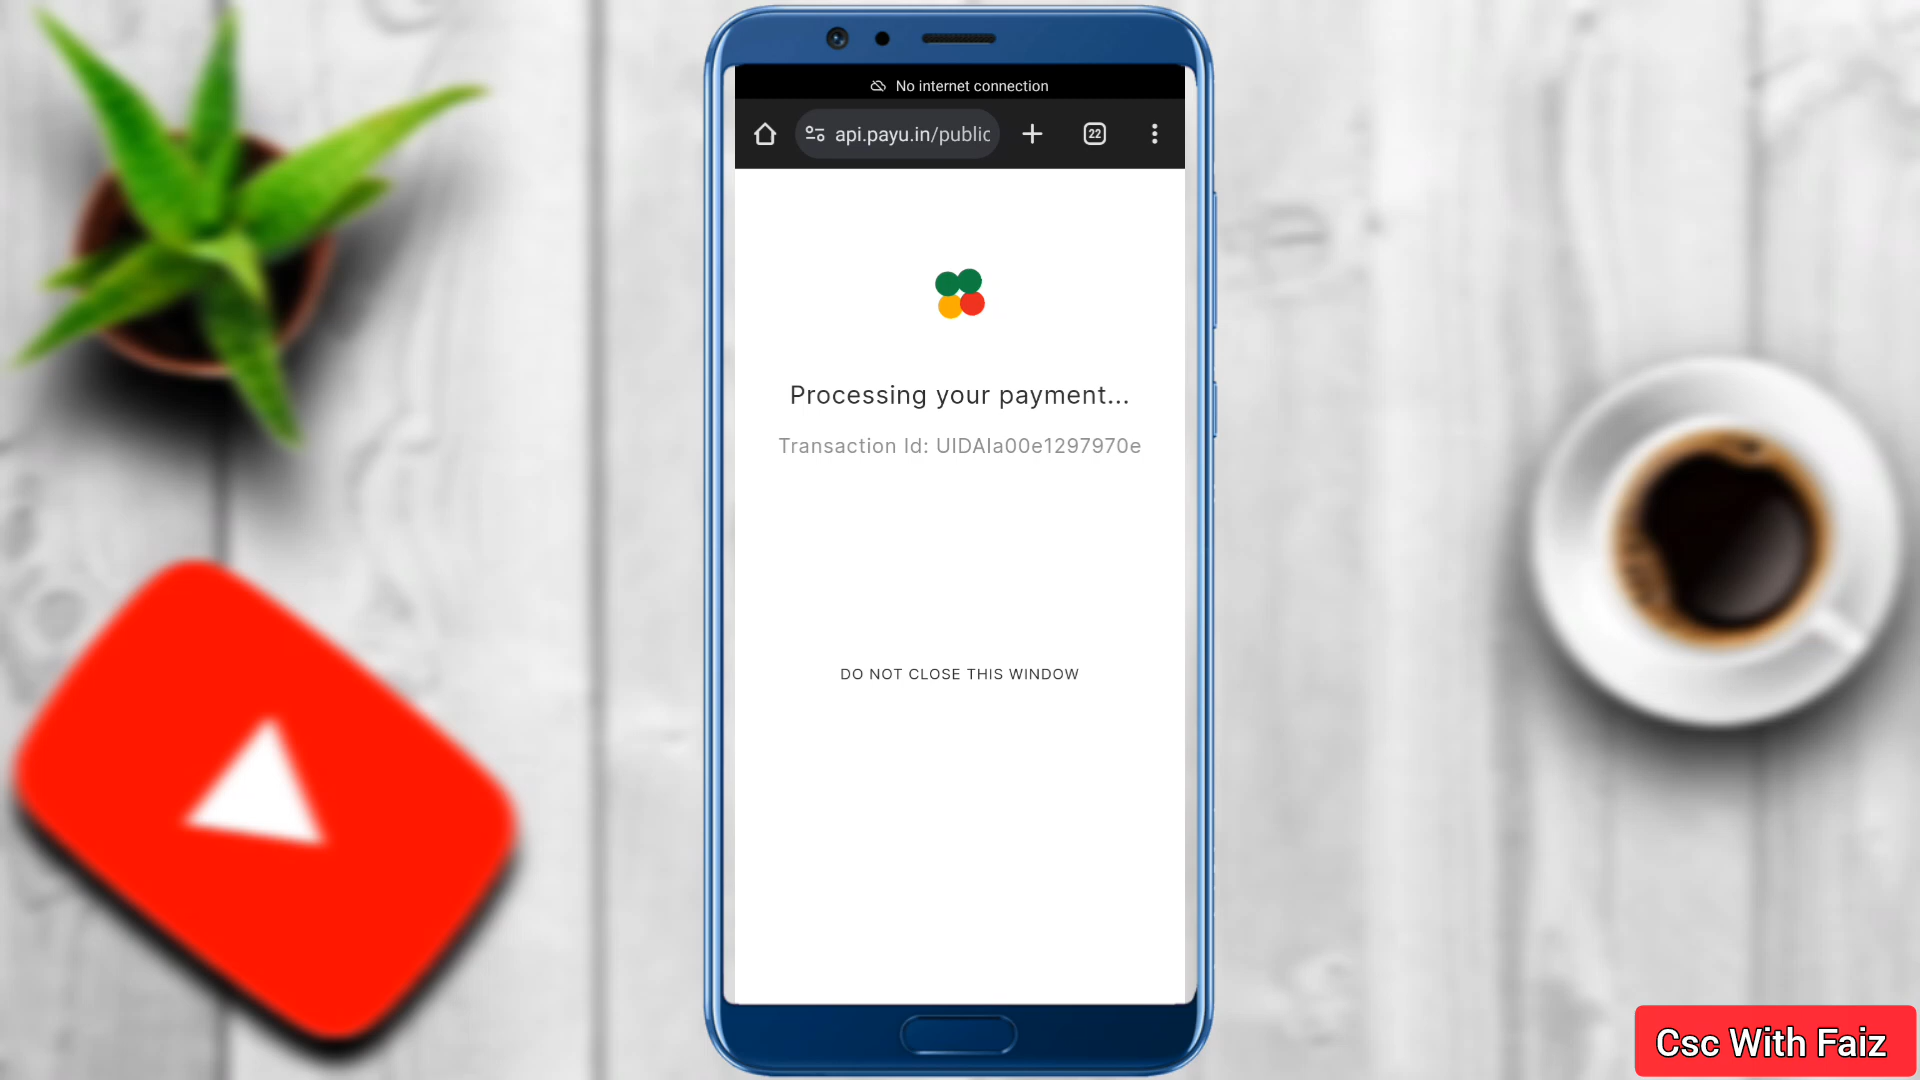 No internet connection
api.payu.in/public
22
Processing your payment...
Transaction Id: UIDAIa00e1297970e
DO NOT CLOSE THIS WINDOW
Csc With Faiz